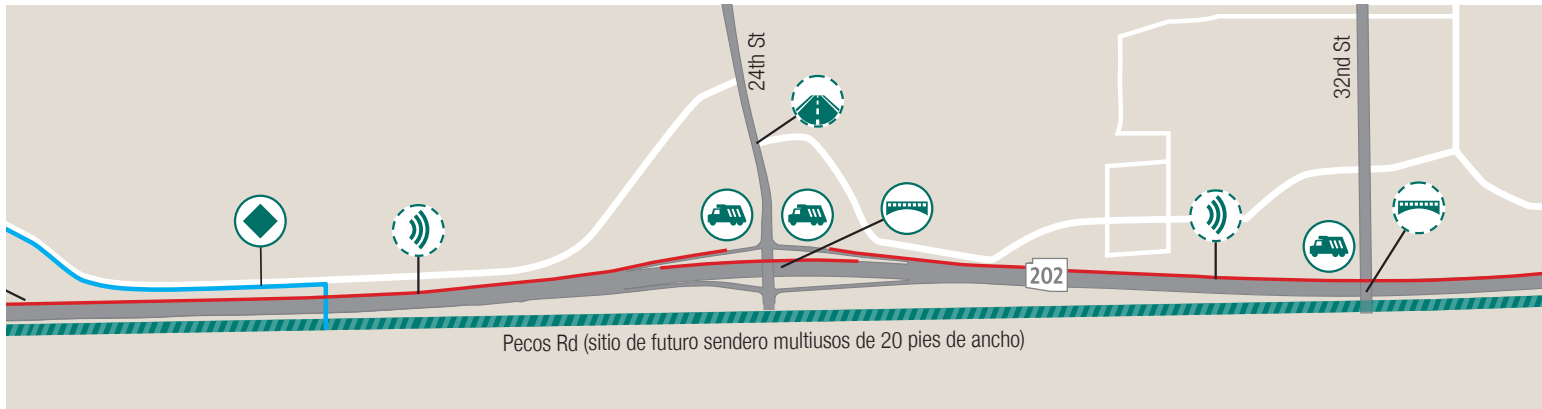 24th St
32nd St
202
Pecos Rd (sitio de futuro sendero multiusos de 20 pies de ancho)